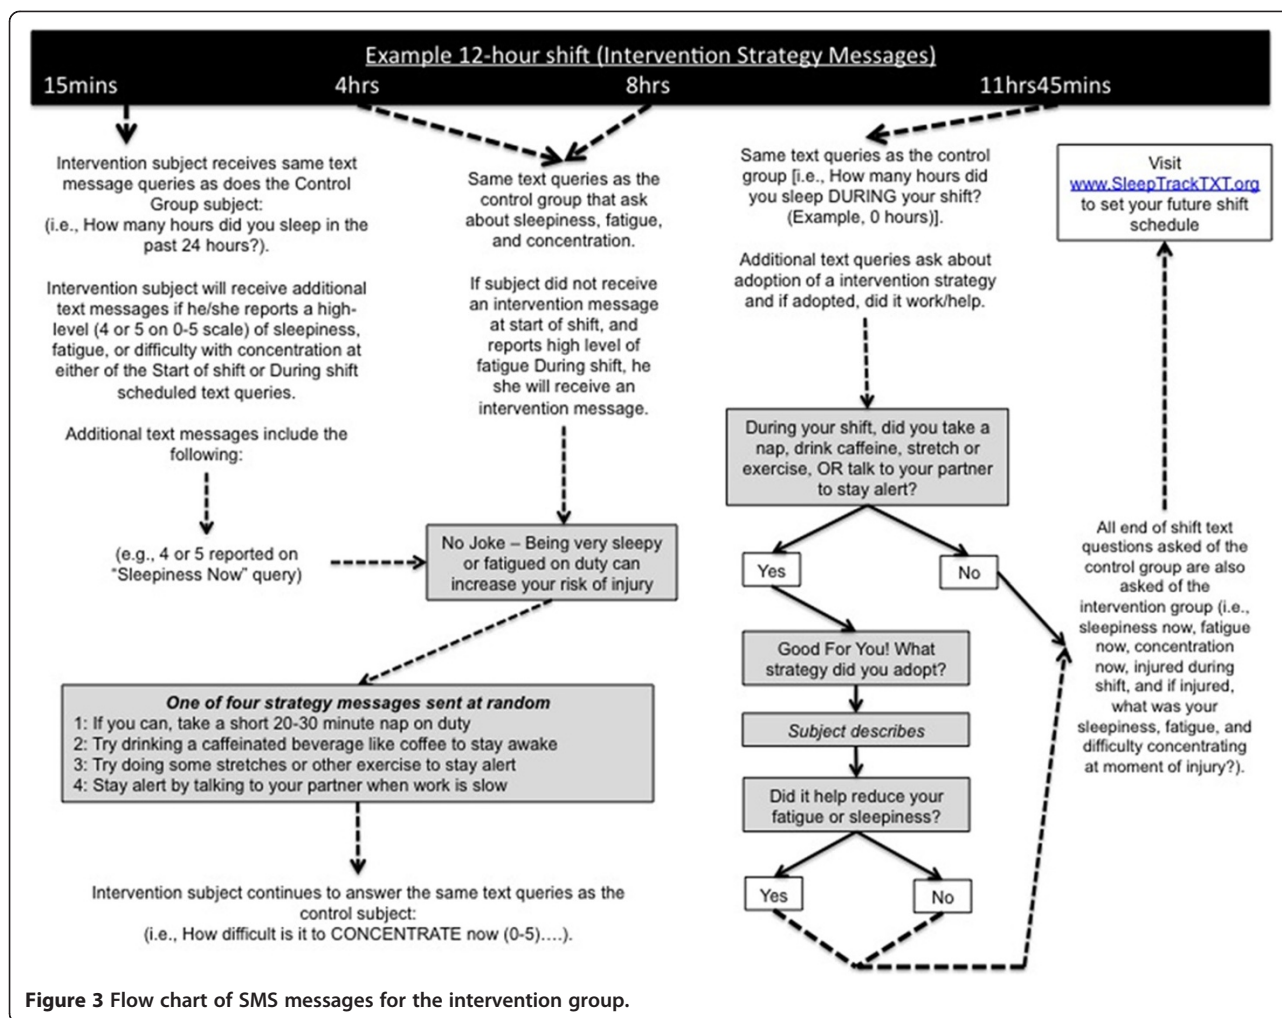 Example 12-hour shift (Intervention Strategy Messages)
15mins 4hrs 8hrs 11hrs45mins
Intervention subject receives same text
message queries as does the Control
Group subject:
(i.e., How many hours did you sleep in the
past 24 hours?).
Intervention subject will receive additional
text messages if he/she reports a high-
level (4 or 5 on 0-5 scale) of sleepiness,
fatigue, or difficulty with concentration at
either of the Start of shift or During shift
scheduled text queries.
Additional text messages include the
following:
(e.g., 4 or 5 reported on
“Sleepiness Now” query)
Same text queries as the
control group that ask
about sleepiness, fatigue,
and concentration.
If subject did not receive
an intervention message
at start of shift, and
reports high level of
fatigue During shift, he
she will receive an
intervention message.
No Joke – Being very sleepy
or fatigued on duty can
increase your risk of injury
One of four strategy messages sent at random
1: If you can, take a short 20-30 minute nap on duty
2: Try drinking a caffeinated beverage like coffee to stay awake
3: Try doing some stretches or other exercise to stay alert
4: Stay alert by talking to your partner when work is slow
Intervention subject continues to answer the same text queries as the
control subject:
(i.e., How difficult is it to CONCENTRATE now (0-5)….).
Same text queries as the control
group [i.e., How many hours did
you sleep DURING your shift?
(Example, 0 hours)].
Additional text queries ask about
adoption of a intervention strategy
and if adopted, did it work/help.
During your shift, did you take a
nap, drink caffeine, stretch or
exercise, OR talk to your partner
to stay alert?
Yes
No
Good For You! What
strategy did you adopt?
Subject describes
Did it help reduce your
fatigue or sleepiness?
Yes
No
All end of shift text
questions asked of the
control group are also
asked of the
intervention group (i.e.,
sleepiness now, fatigue
now, concentration
now, injured during
shift, and if injured,
what was your
sleepiness, fatigue, and
difficulty concentrating
at moment of injury?).
Visit
www.SleepTrackTXT.org
to set your future shift
schedule
Figure 3 Flow chart of SMS messages for the intervention group.